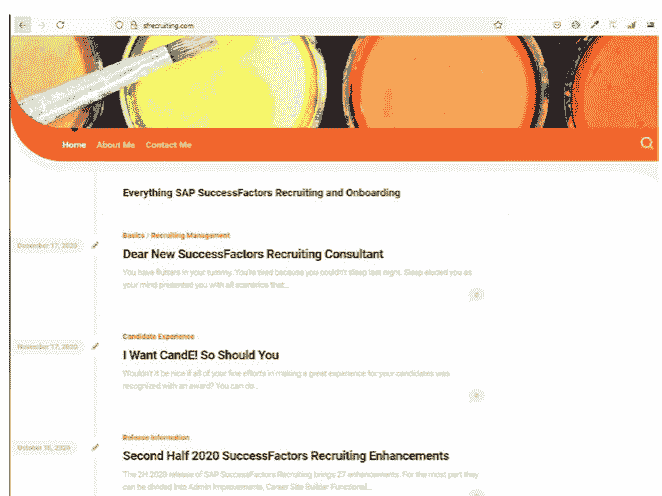 sfrecruiting.com
Home About Me Contact Me
Everything SAP SuccessFactors Recruiting and Onboarding
Basics / Recruiting Management
December 17, 2020
Dear New SuccessFactors Recruiting Consultant
You have flutters in your tummy. You're tired because you couldn't sleep last night. Sleep eluded you as
your mind presented you with all scenarios that...
Candidate Experience
November 17, 2020
I Want CandE! So Should You
Wouldn't it be nice if all of your fine efforts in making a great experience for your candidates was
recognized with an award? You can do...
Release Information
October 16, 2020
Second Half 2020 SuccessFactors Recruiting Enhancements
The 2H 2020 release of SAP SuccessFactors Recruiting brings 27 enhancements. For the most part they
can be divided into Admin Improvements, Career Site Builder Functional...